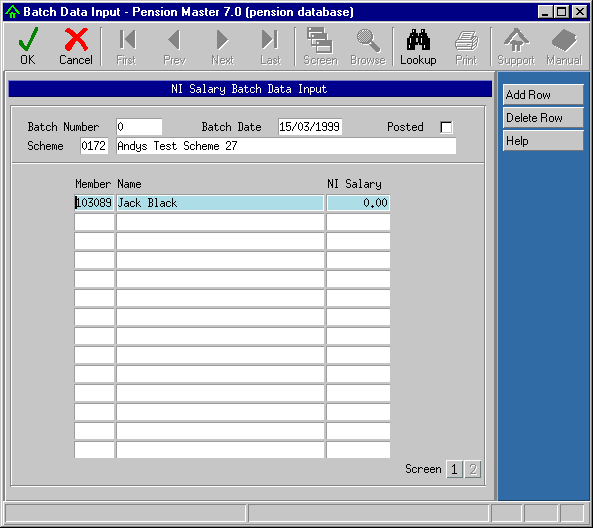 Batch Data Input - Pension Master 7.0 (pension database)
OK Cancel First Prev Next Last Screen Browse Lookup Print Support Manual
NI Salary Batch Data Input
Add Row
Delete Row
Help
Batch Number 0 Batch Date 15/03/1999 Posted
Scheme 0172 Andys Test Scheme 27
Member Name NI Salary
103089 Jack Black 0.00
Screen 1 2